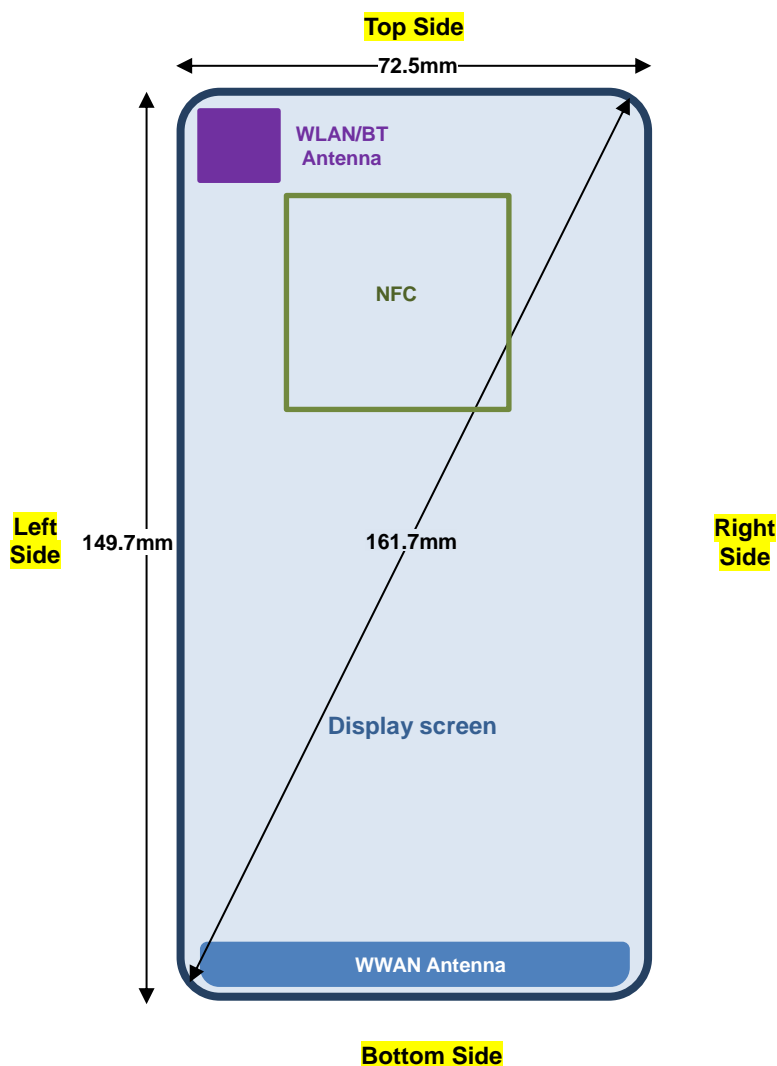 Top Side
72.5mm
WLAN/BT
Antenna
NFC
Left
Side
149.7mm
161.7mm
Right
Side
Display screen
WWAN Antenna
Bottom Side